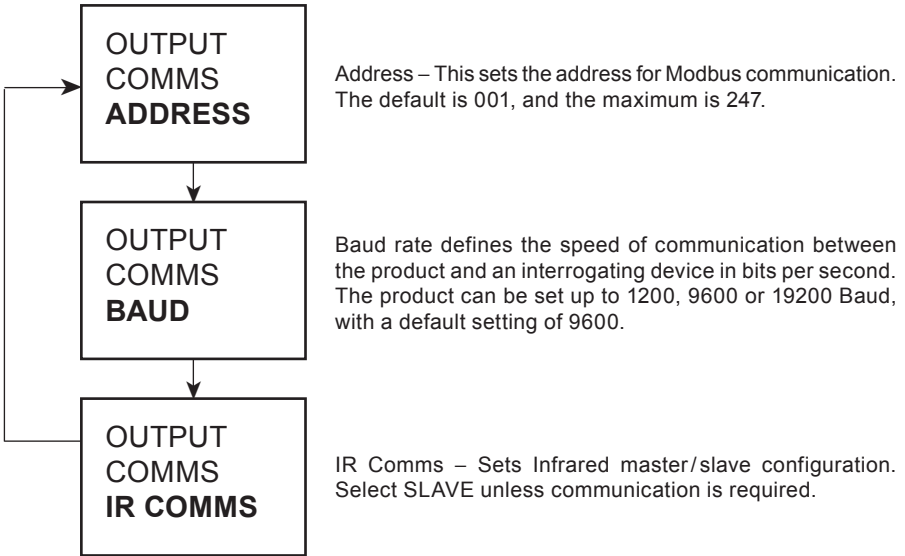 OUTPUT
COMMS
ADDRESS
Address – This sets the address for Modbus communication.
The default is 001, and the maximum is 247.
OUTPUT
COMMS
BAUD
Baud rate defines the speed of communication between
the product and an interrogating device in bits per second.
The product can be set up to 1200, 9600 or 19200 Baud,
with a default setting of 9600.
OUTPUT
COMMS
IR COMMS
IR Comms – Sets Infrared master/slave configuration.
Select SLAVE unless communication is required.